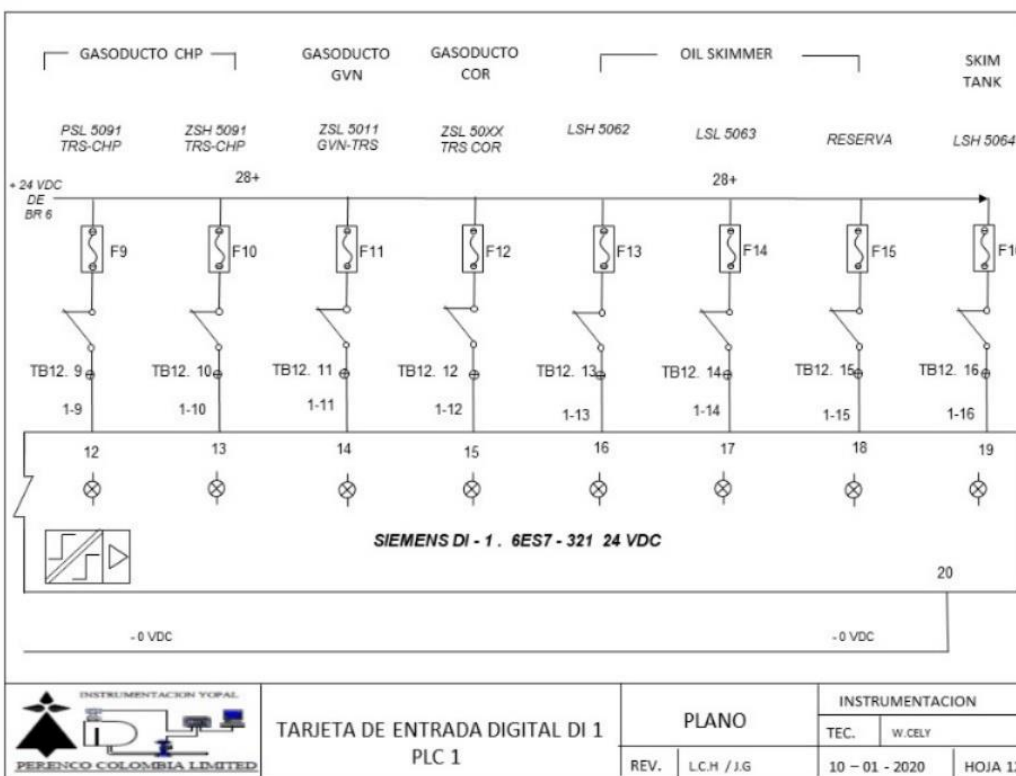 GASODUCTO CHP
GASODUCTO
GVN
GASODUCTO
COR
OIL SKIMMER
SKIM
TANK
PSL 5091
TRS-CHP
ZSH 5091
TRS-CHP
ZSL 5011
GVN-TRS
ZSL 50XX
TRS COR
LSH 5062
LSL 5063
RESERVA
LSH 5064
+ 24 VDC
DE
BR 6
28+
28+
F9
F10
F11
F12
F13
F14
F15
TB12. 9
TB12. 10
TB12. 11
TB12. 12
TB12. 13
TB12. 14
TB12. 15
TB12. 16
1-9
1-10
1-11
1-12
1-13
1-14
1-15
1-16
12
13
14
15
16
17
18
19
SIEMENS DI - 1 . 6ES7 - 321 24 VDC
20
- 0 VDC
- 0 VDC
INSTRUMENTACION YOPAL
PERENCO COLOMBIA LIMITED
TARJETA DE ENTRADA DIGITAL DI 1
PLC 1
PLANO
REV.
L.C.H / J.G
INSTRUMENTACION
TEC.
W.CELY
10 – 01 - 2020
HOJA